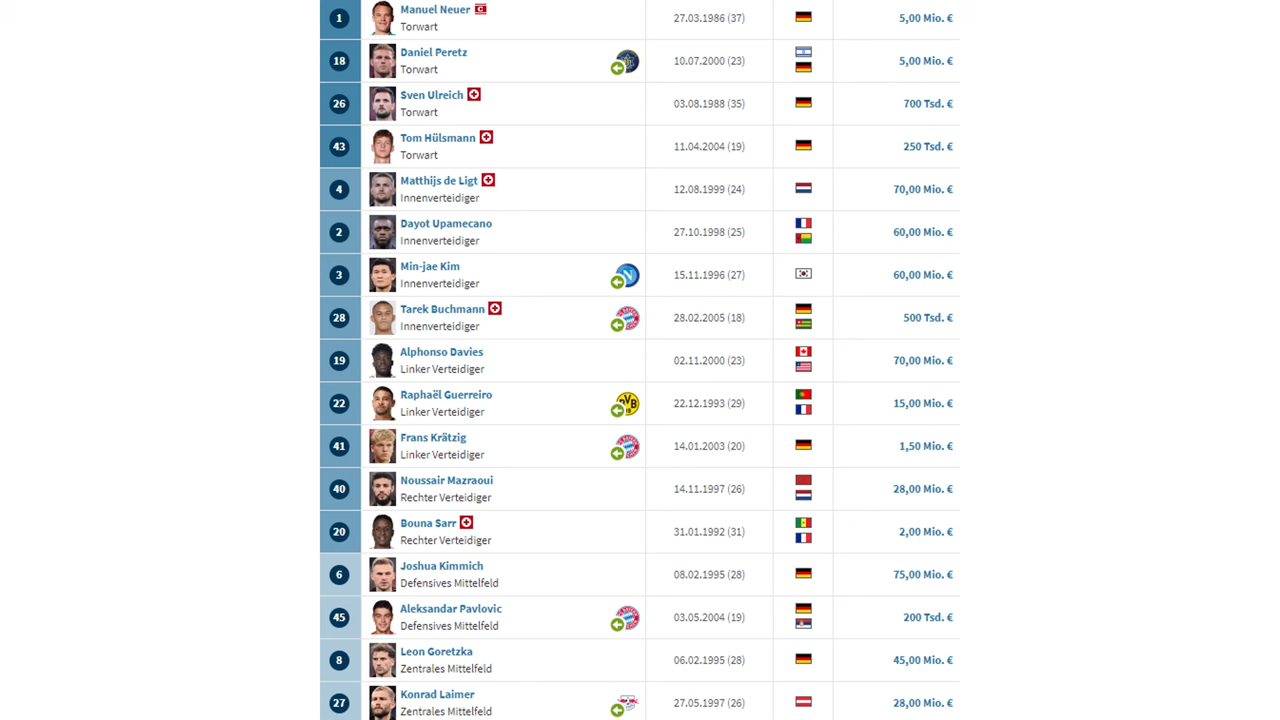 1 Manuel Neuer C 27.03.1986 (37) 5,00 Mio. €
Torwart
18 Daniel Peretz 10.07.2000 (23) 5,00 Mio. €
Torwart
26 Sven Ulreich 03.08.1988 (35) 700 Tsd. €
Torwart
43 Tom Hülsmann 11.04.2004 (19) 250 Tsd. €
Torwart
4 Matthijs de Ligt 12.08.1999 (24) 70,00 Mio. €
Innenverteidiger
2 Dayot Upamecano 27.10.1998 (25) 60,00 Mio. €
Innenverteidiger
3 Min-jae Kim N 15.11.1996 (27) 60,00 Mio. €
Innenverteidiger
28 Tarek Buchmann 28.02.2005 (18) 500 Tsd. €
Innenverteidiger
19 Alphonso Davies 02.11.2000 (23) 70,00 Mio. €
Linker Verteidiger
22 Raphaël Guerreiro BVB 22.12.1993 (29) 15,00 Mio. €
Linker Verteidiger
41 Frans Krätzig 14.01.2003 (20) 1,50 Mio. €
Linker Verteidiger
40 Noussair Mazraoui 14.11.1997 (26) 28,00 Mio. €
Rechter Verteidiger
20 Bouna Sarr 31.01.1992 (31) 2,00 Mio. €
Rechter Verteidiger
6 Joshua Kimmich 08.02.1995 (28) 75,00 Mio. €
Defensives Mittelfeld
45 Aleksandar Pavlovic 03.05.2004 (19) 200 Tsd. €
Defensives Mittelfeld
8 Leon Goretzka 06.02.1995 (28) 45,00 Mio. €
Zentrales Mittelfeld
27 Konrad Laimer 27.05.1997 (26) 28,00 Mio. €
Zentrales Mittelfeld